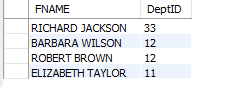 FNAME DeptID
RICHARD JACKSON 33
BARBARA WILSON 12
ROBERT BROWN 12
ELIZABETH TAYLOR 11